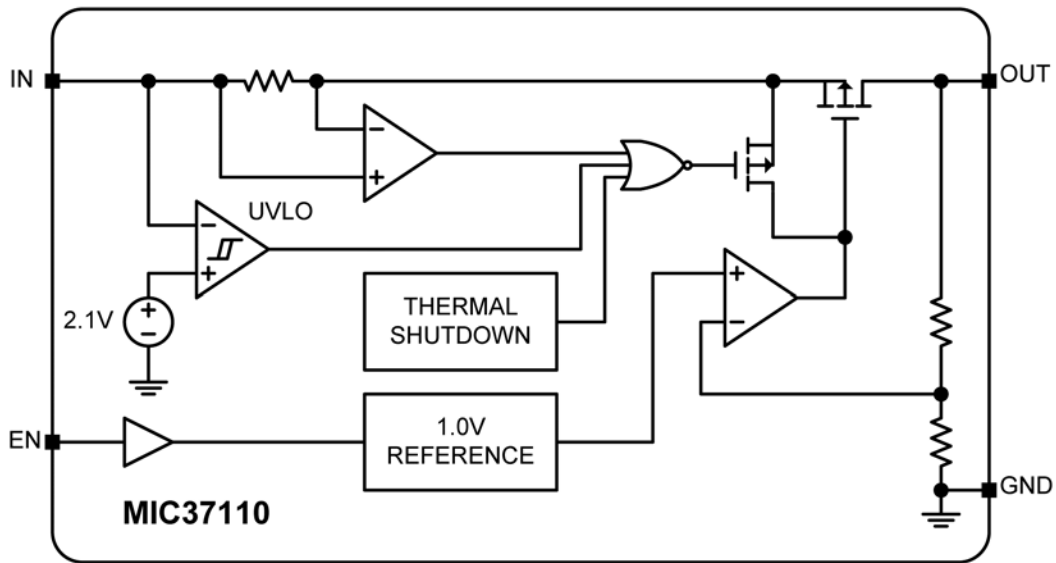 IN
OUT
−
+
UVLO
−
+
2.1V
+
−
THERMAL
SHUTDOWN
+
−
EN
1.0V
REFERENCE
GND
MIC37110